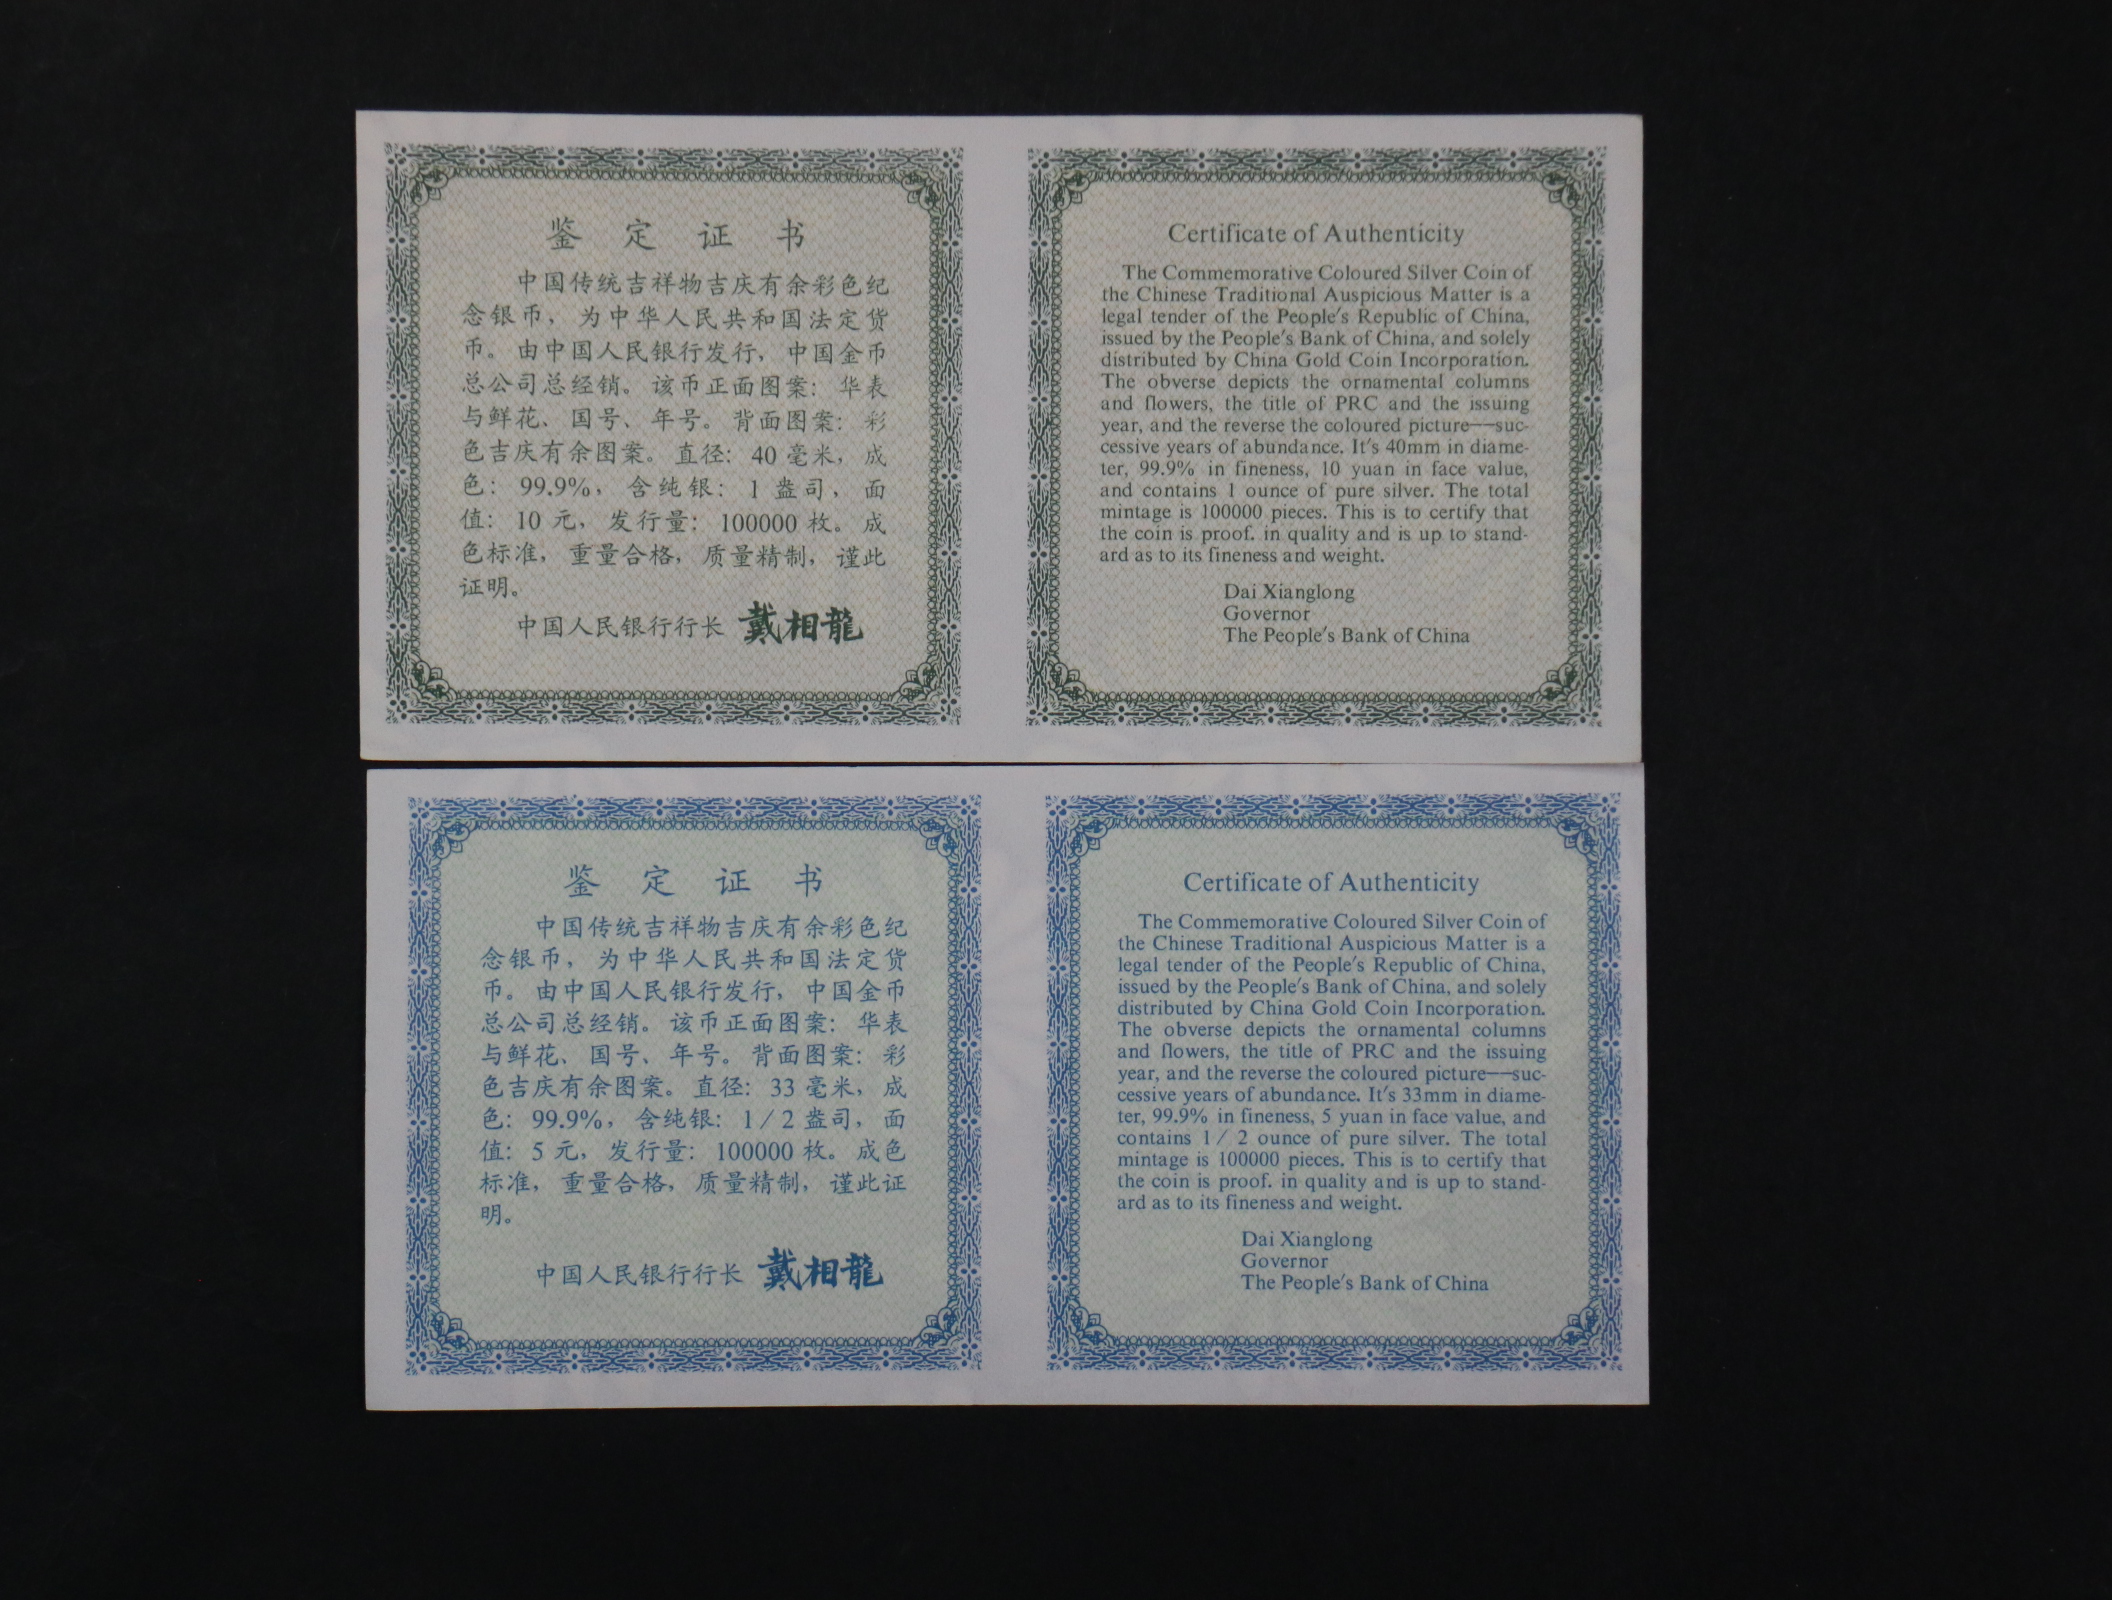 鉴定证书
中国传统吉祥物吉庆有余彩色纪
念银币，为中华人民共和国法定货
币。由中国人民银行发行，中国金币
总公司总经销。该币正面图案：华表
与鲜花、国号、年号。背面图案：彩
色吉庆有余图案。直径：40 毫米，成
色：99.9%，含纯银：1 盎司，面
值：10 元，发行量：100000 枚。成
色标准，重量合格，质量精制，谨此
证明。
中国人民银行行长 戴相龍
Certificate of Authenticity
The Commemorative Coloured Silver Coin of
the Chinese Traditional Auspicious Matter is a
legal tender of the People's Republic of China,
issued by the People's Bank of China, and solely
distributed by China Gold Coin Incorporation.
The obverse depicts the ornamental columns
and flowers, the title of PRC and the issuing
year, and the reverse the coloured picture—suc-
cessive years of abundance. It's 40mm in diame-
ter, 99.9% in fineness, 10 yuan in face value,
and contains 1 ounce of pure silver. The total
mintage is 100000 pieces. This is to certify that
the coin is proof. in quality and is up to stand-
ard as to its fineness and weight.
Dai Xianglong
Governor
The People's Bank of China
鉴定证书
中国传统吉祥物吉庆有余彩色纪
念银币，为中华人民共和国法定货
币。由中国人民银行发行，中国金币
总公司总经销。该币正面图案：华表
与鲜花、国号、年号。背面图案：彩
色吉庆有余图案。直径：33 毫米，成
色：99.9%，含纯银：1/2 盎司，面
值：5 元，发行量：100000 枚。成色
标准，重量合格，质量精制，谨此证
明。
中国人民银行行长 戴相龍
Certificate of Authenticity
The Commemorative Coloured Silver Coin of
the Chinese Traditional Auspicious Matter is a
legal tender of the People's Republic of China,
issued by the People's Bank of China, and solely
distributed by China Gold Coin Incorporation.
The obverse depicts the ornamental columns
and flowers, the title of PRC and the issuing
year, and the reverse the coloured picture—suc-
cessive years of abundance. It's 33mm in diame-
ter, 99.9% in fineness, 5 yuan in face value, and
contains 1/2 ounce of pure silver. The total
mintage is 100000 pieces. This is to certify that
the coin is proof. in quality and is up to stand-
ard as to its fineness and weight.
Dai Xianglong
Governor
The People's Bank of China